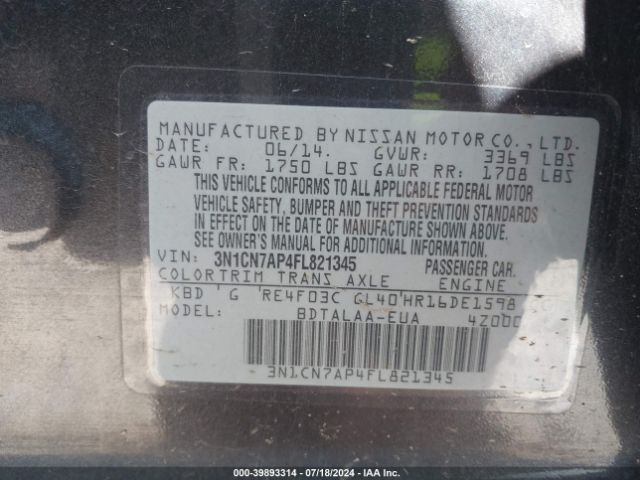 MANUFACTURED BY NISSAN MOTOR CO., LTD.
DATE: 06/14. GVWR: 3369 LBS
GAWR FR: 1750 LBS GAWR RR: 1708 LBS
THIS VEHICLE CONFORMS TO ALL APPLICABLE FEDERAL MOTOR
VEHICLE SAFETY, BUMPER AND THEFT PREVENTION STANDARDS
IN EFFECT ON THE DATE OF MANUFACTURE SHOWN ABOVE.
SEE OWNER'S MANUAL FOR ADDITIONAL INFORMATION.
VIN: 3N1CN7AP4FL821345 PASSENGER CAR.
COLORTRIM TRANS AXLE ENGINE
KBD 'G 'RE4F03C GL40'HR16DE1598
MODEL: BDTALAA-EUA 4Z000
3N1CN7AP4FL821345
000-39893314 / 07/18/2024 - IAA Inc.